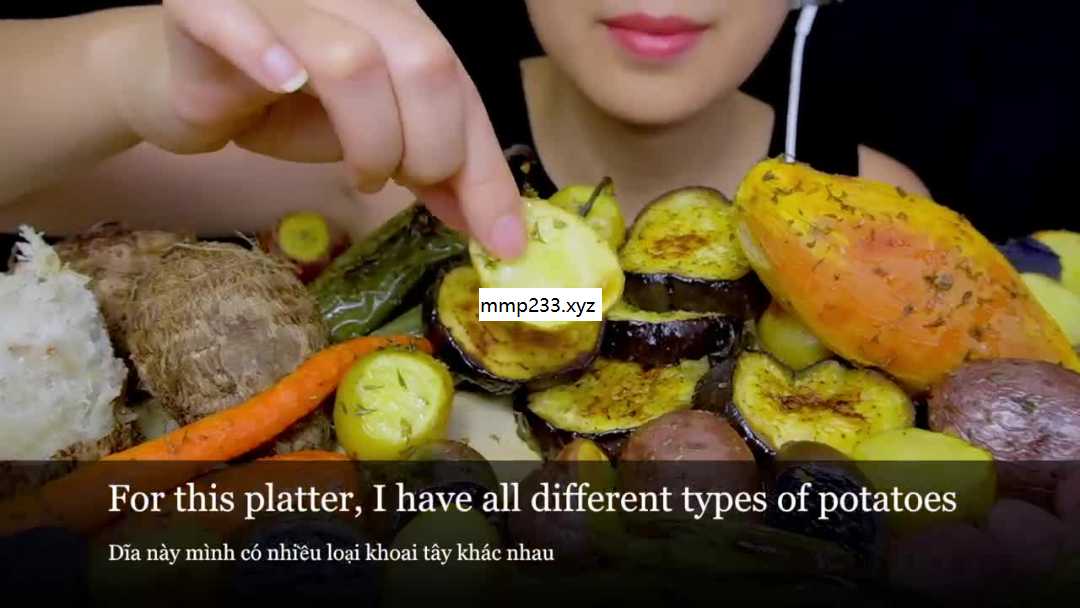 mmp233.xyz
For this platter, I have all different types of potatoes
Dĩa này mình có nhiều loại khoai tây khác nhau